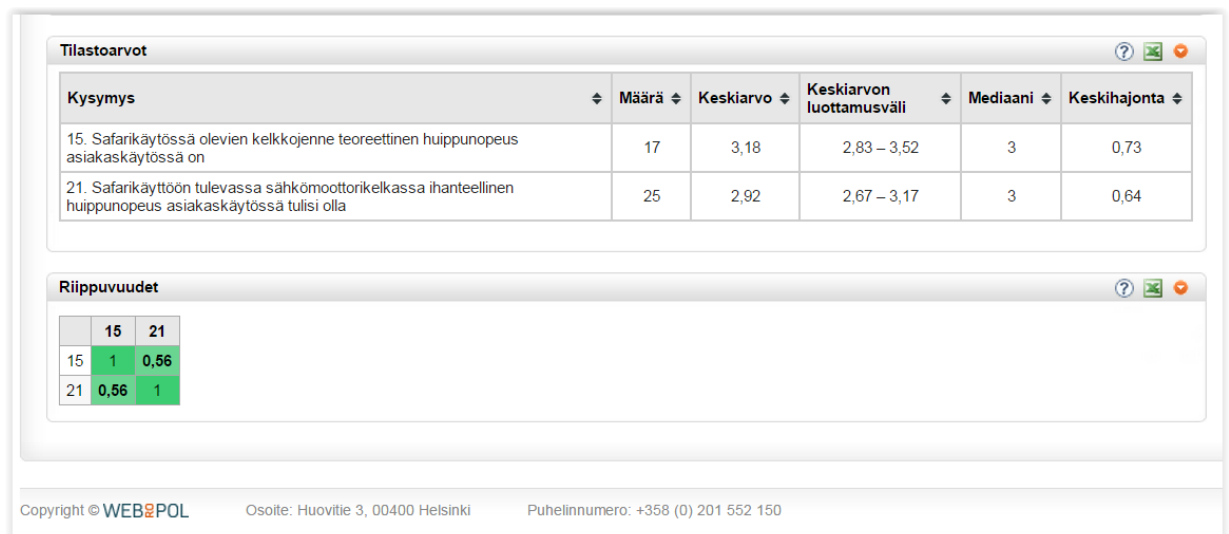 Tilastoarvot
Kysymys Määrä Keskiarvo Keskiarvon luottamusväli Mediaani Keskihajonta
15. Safarikäytössä olevien kelkkojenne teoreettinen huippunopeus
asiakaskäytössä on 17 3,18 2,83 – 3,52 3 0,73
21. Safarikäyttöön tulevassa sähkömoottorikelkassa ihanteellinen
huippunopeus asiakaskäytössä tulisi olla 25 2,92 2,67 – 3,17 3 0,64
Riippuvuudet
15 21
15 1 0,56
21 0,56 1
Copyright © WEBROPOL Osoite: Huovitie 3, 00400 Helsinki Puhelinnumero: +358 (0) 201 552 150